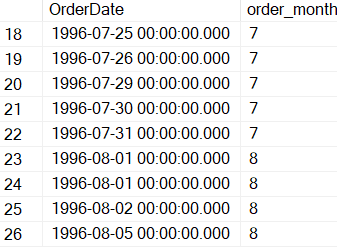 OrderDate order_month
18 1996-07-25 00:00:00.000 7
19 1996-07-26 00:00:00.000 7
20 1996-07-29 00:00:00.000 7
21 1996-07-30 00:00:00.000 7
22 1996-07-31 00:00:00.000 7
23 1996-08-01 00:00:00.000 8
24 1996-08-01 00:00:00.000 8
25 1996-08-02 00:00:00.000 8
26 1996-08-05 00:00:00.000 8